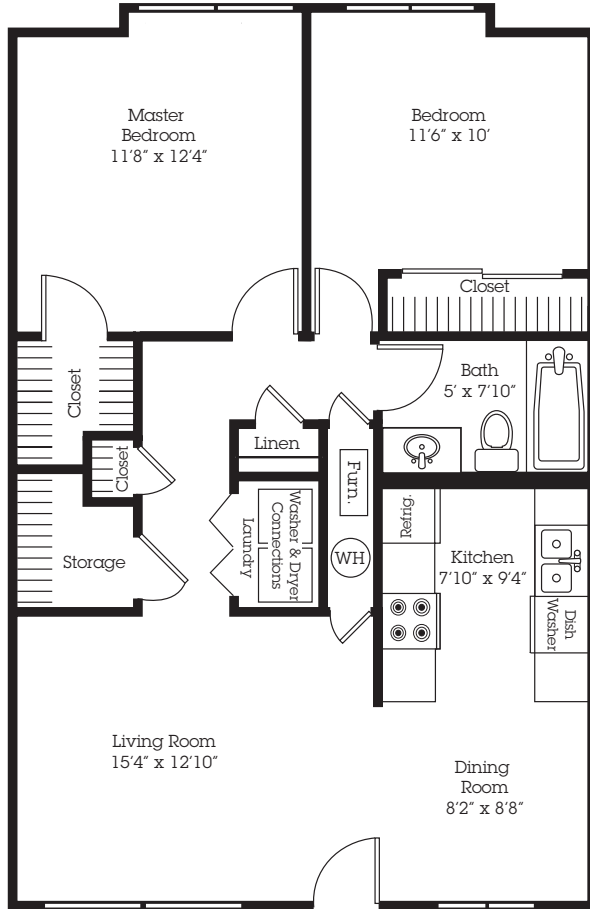 Master
Bedroom
11'8" x 12'4"
Bedroom
11'6" x 10'
Closet
Closet
Bath
5' x 7'10"
Linen
Closet
Furn.
Refrig.
Washer & Dryer
Connections
Laundry
WH
Storage
Kitchen
7'10" x 9'4"
Dish
Washer
Living Room
15'4" x 12'10"
Dining
Room
8'2" x 8'8"